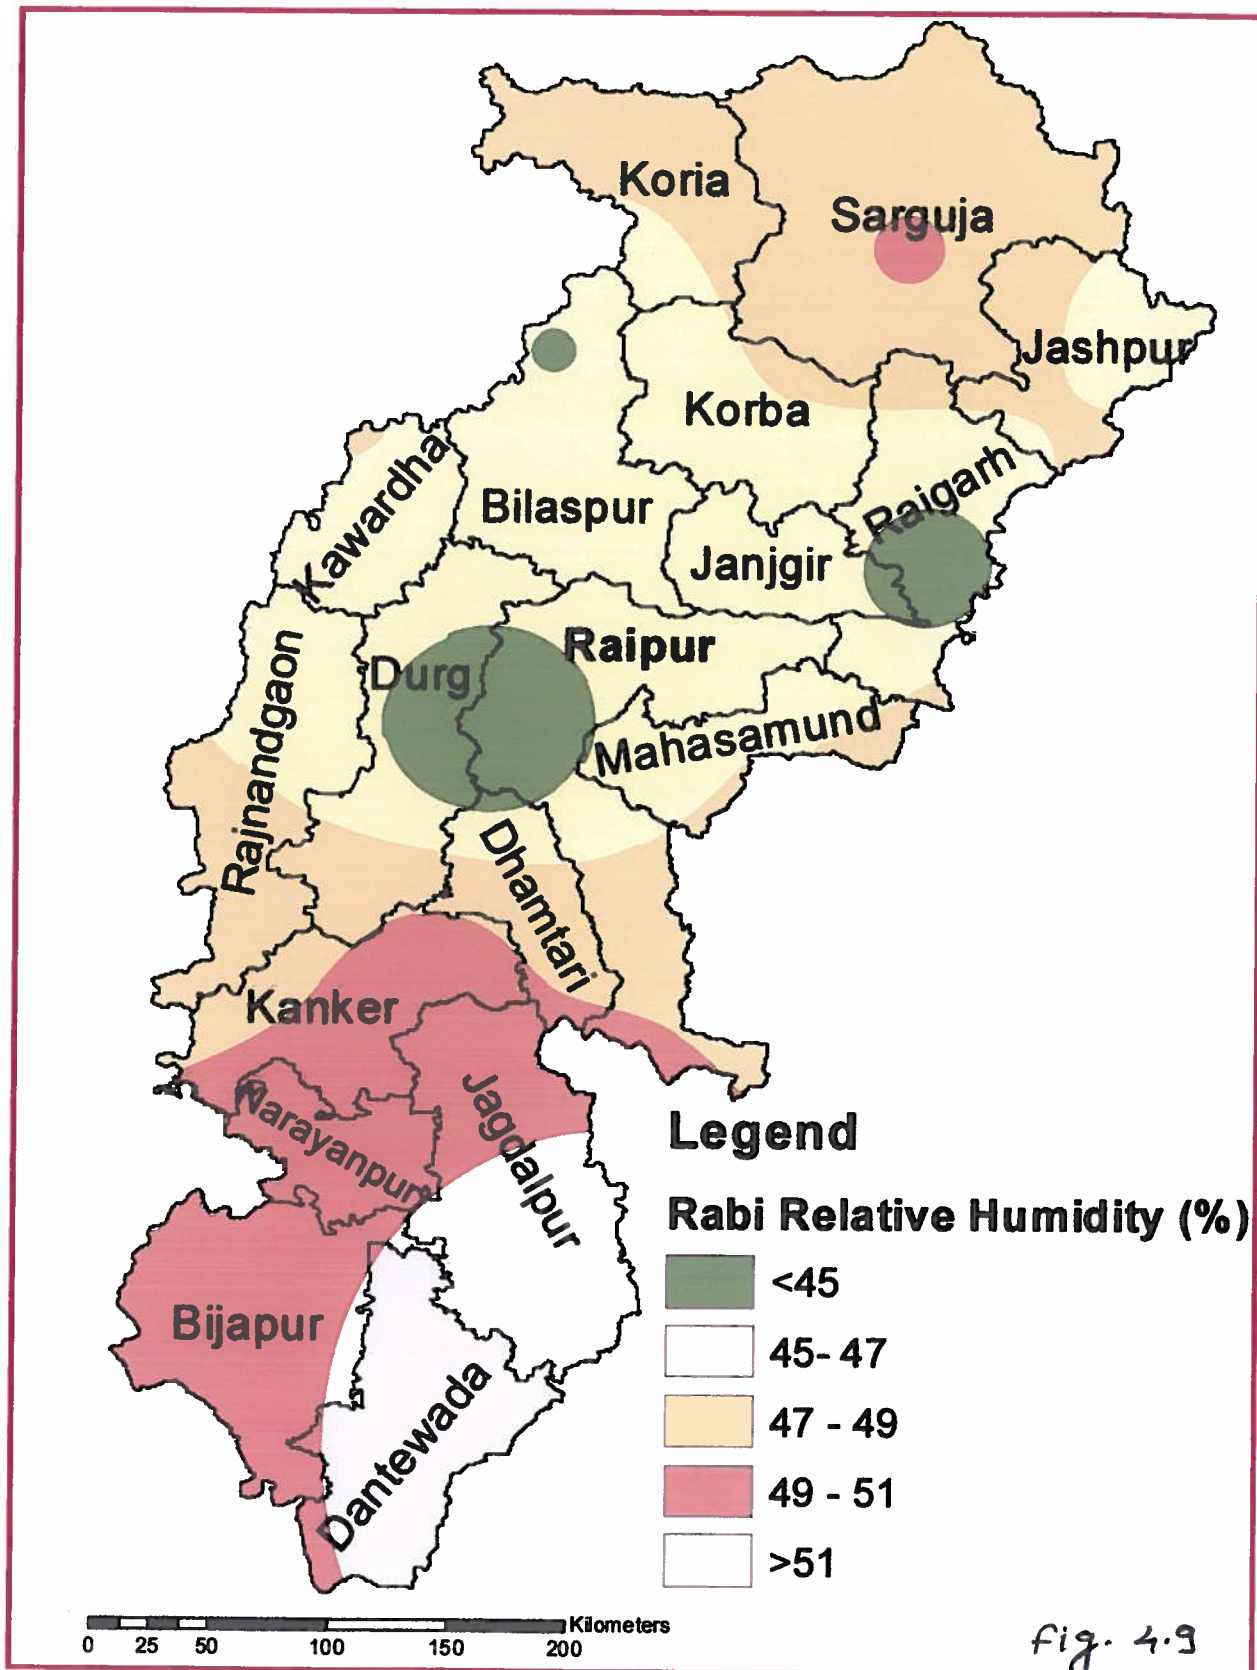 Koria
Sarguja
Jashpur
Korba
Kawardha
Bilaspur
Raigarh
Janjgir
Raipur
Durg
Rajnandgaon
Mahasamund
Dhamtari
Kanker
Narayanpur
Jagdalpur
Bijapur
Dantewada
Legend
Rabi Relative Humidity (%)
<45
45- 47
47 - 49
49 - 51
>51
Kilometers
0 25 50 100 150 200
fig. 4.9